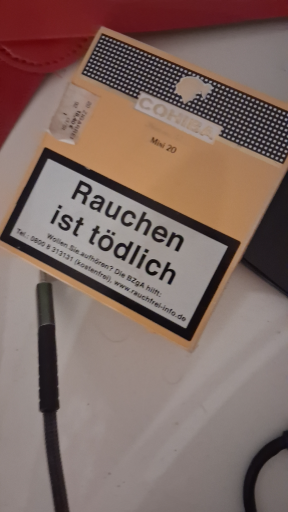 COHIBA
Mini 20
Rauchen
ist tödlich
Wollen Sie aufhören? Die BZgA hilft:
Tel.: 0800 8 313131 (kostenfrei), www.rauchfrei-info.de